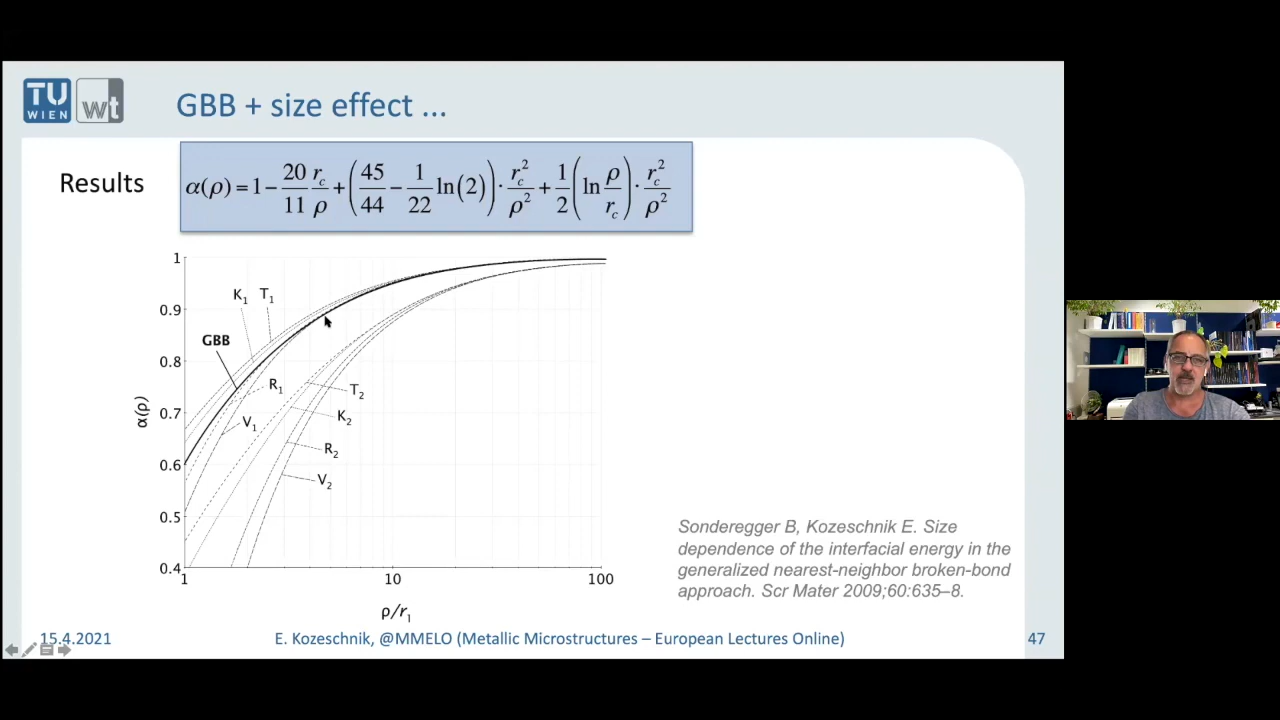 TU
WIEN
wt
GBB + size effect ...
Results
α(ρ) = 1 − 20/11 r_c/ρ + (45/44 − 1/22 ln(2)) · r_c²/ρ² + 1/2 (ln ρ/r_c) · r_c²/ρ²
1
K₁ T₁
0.9
GBB
0.8
R₁
T₂
0.7
V₁
K₂
α(ρ)
R₂
0.6
V₂
0.5
0.4
1 10 100
ρ/r₁
Sonderegger B, Kozeschnik E. Size
dependence of the interfacial energy in the
generalized nearest-neighbor broken-bond
approach. Scr Mater 2009;60:635–8.
15.4.2021 E. Kozeschnik, @MMELO (Metallic Microstructures – European Lectures Online) 47